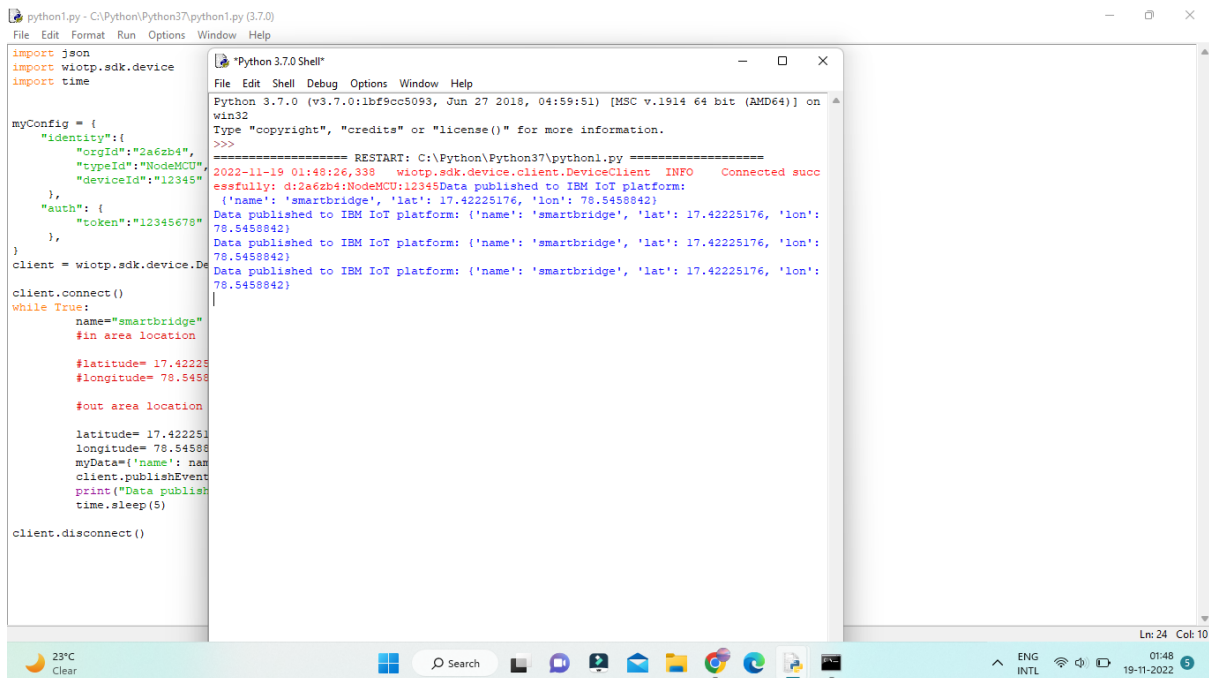 python1.py - C:\Python\Python37\python1.py (3.7.0)
File Edit Format Run Options Window Help
import json
import wiotp.sdk.device
import time
myConfig = {
"identity":{
"orgId":"2a6zb4",
"typeId":"NodeMCU",
"deviceId":"12345"
},
"auth": {
"token":"12345678"
},
}
client = wiotp.sdk.device.De
client.connect()
while True:
name="smartbridge"
#in area location
#latitude= 17.42225
#longitude= 78.5458
#out area location
latitude= 17.422251
longitude= 78.54588
myData={'name': nam
client.publishEvent
print("Data publish
time.sleep(5)
client.disconnect()
*Python 3.7.0 Shell*
File Edit Shell Debug Options Window Help
Python 3.7.0 (v3.7.0:1bf9cc5093, Jun 27 2018, 04:59:51) [MSC v.1914 64 bit (AMD64)] on
win32
Type "copyright", "credits" or "license()" for more information.
>>>
=================== RESTART: C:\Python\Python37\python1.py ===================
2022-11-19 01:48:26,338 wiotp.sdk.device.client.DeviceClient INFO Connected succ
essfully: d:2a6zb4:NodeMCU:12345Data published to IBM IoT platform:
{'name': 'smartbridge', 'lat': 17.42225176, 'lon': 78.5458842}
Data published to IBM IoT platform: {'name': 'smartbridge', 'lat': 17.42225176, 'lon':
78.5458842}
Data published to IBM IoT platform: {'name': 'smartbridge', 'lat': 17.42225176, 'lon':
78.5458842}
Data published to IBM IoT platform: {'name': 'smartbridge', 'lat': 17.42225176, 'lon':
78.5458842}
Ln: 24 Col: 10
23°C
Clear
Search
ENG
INTL
01:48
19-11-2022
5